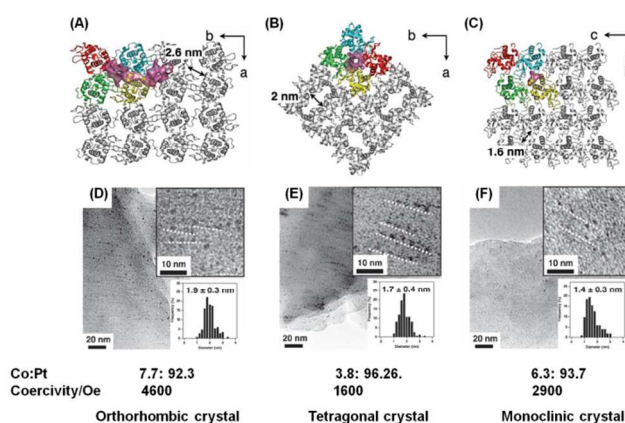 (A)
b
a
2.6 nm
(B)
b
a
2 nm
(C)
c
1.6 nm
(D)
10 nm
1.9 ± 0.3 nm
20 nm
(E)
10 nm
1.7 ± 0.4 nm
20 nm
(F)
10 nm
1.4 ± 0.3 nm
20 nm
Co:Pt 7.7: 92.3 3.8: 96.26. 6.3: 93.7
Coercivity/Oe 4600 1600 2900
Orthorhombic crystal Tetragonal crystal Monoclinic crystal